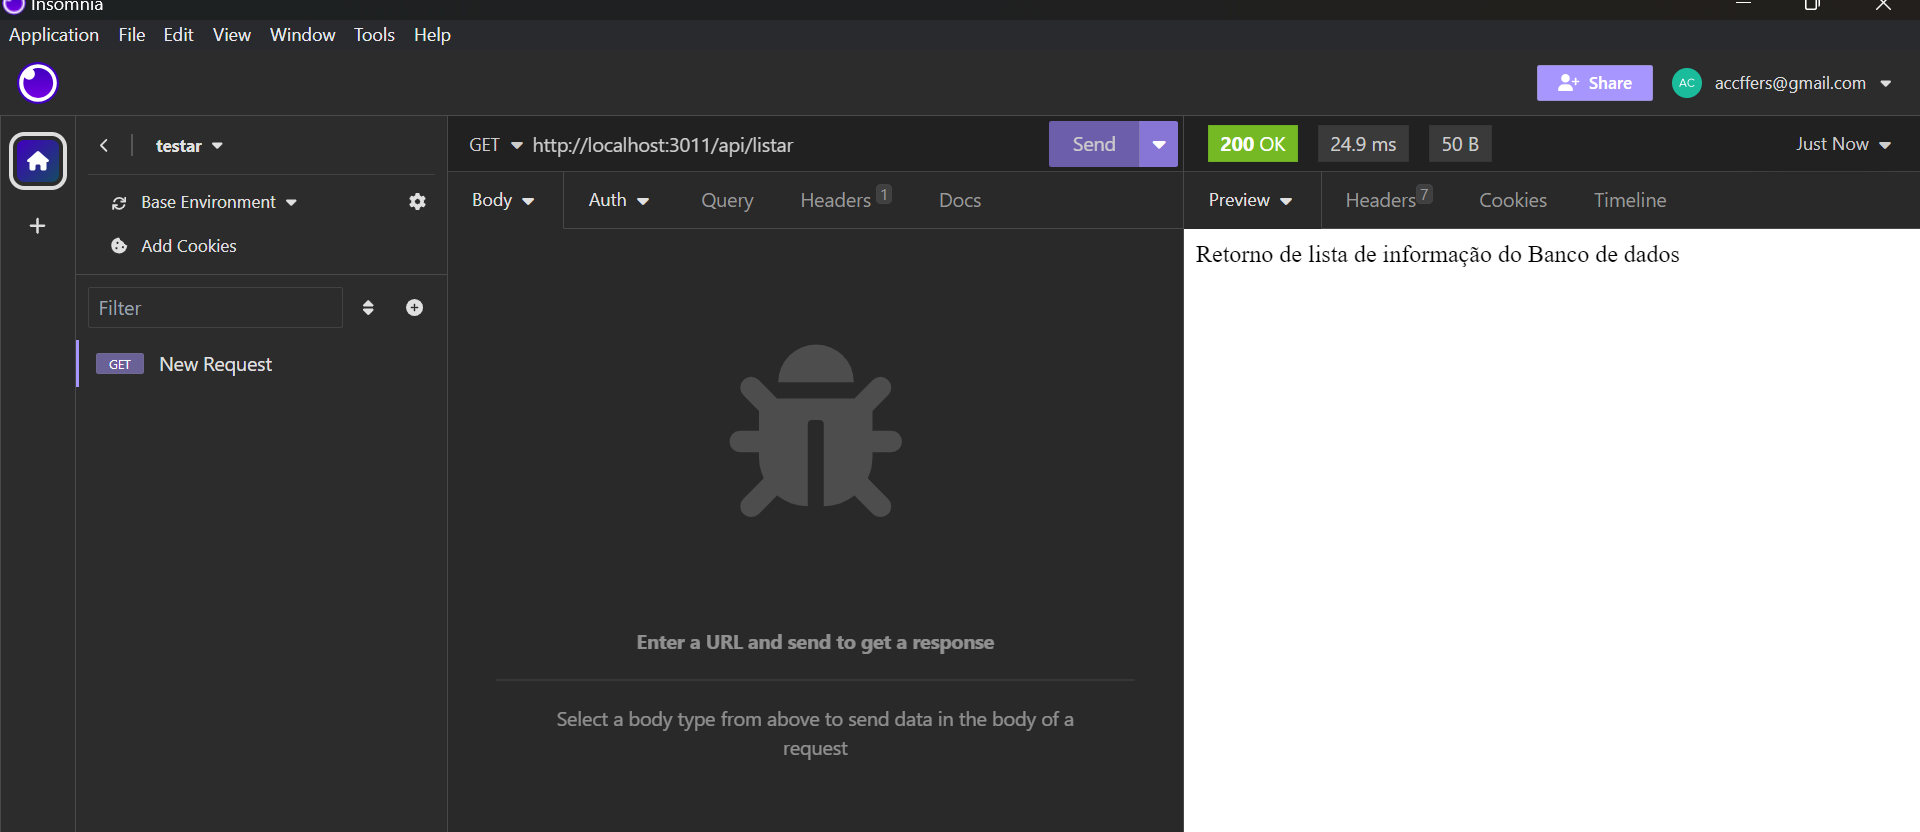 Insomnia
Application File Edit View Window Tools Help
Share AC accffers@gmail.com
testar
GET http://localhost:3011/api/listar Send 200 OK 24.9 ms 50 B Just Now
Base Environment
Body Auth Query Headers 1 Docs Preview Headers 7 Cookies Timeline
Add Cookies
Retorno de lista de informação do Banco de dados
Filter
GET New Request
Enter a URL and send to get a response
Select a body type from above to send data in the body of a
request